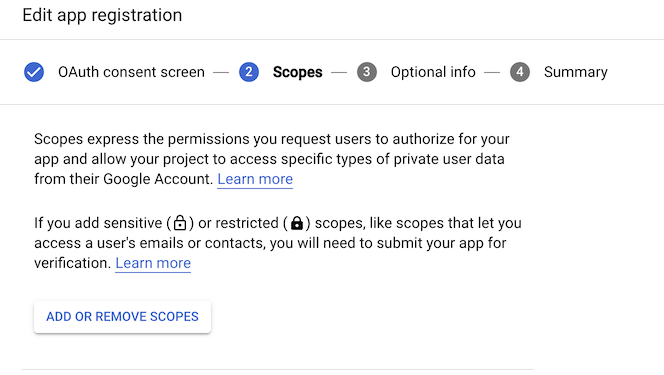 Edit app registration
OAuth consent screen — 2 Scopes — 3 Optional info — 4 Summary
Scopes express the permissions you request users to authorize for your
app and allow your project to access specific types of private user data
from their Google Account. Learn more
If you add sensitive ( ) or restricted ( ) scopes, like scopes that let you
access a user's emails or contacts, you will need to submit your app for
verification. Learn more
ADD OR REMOVE SCOPES